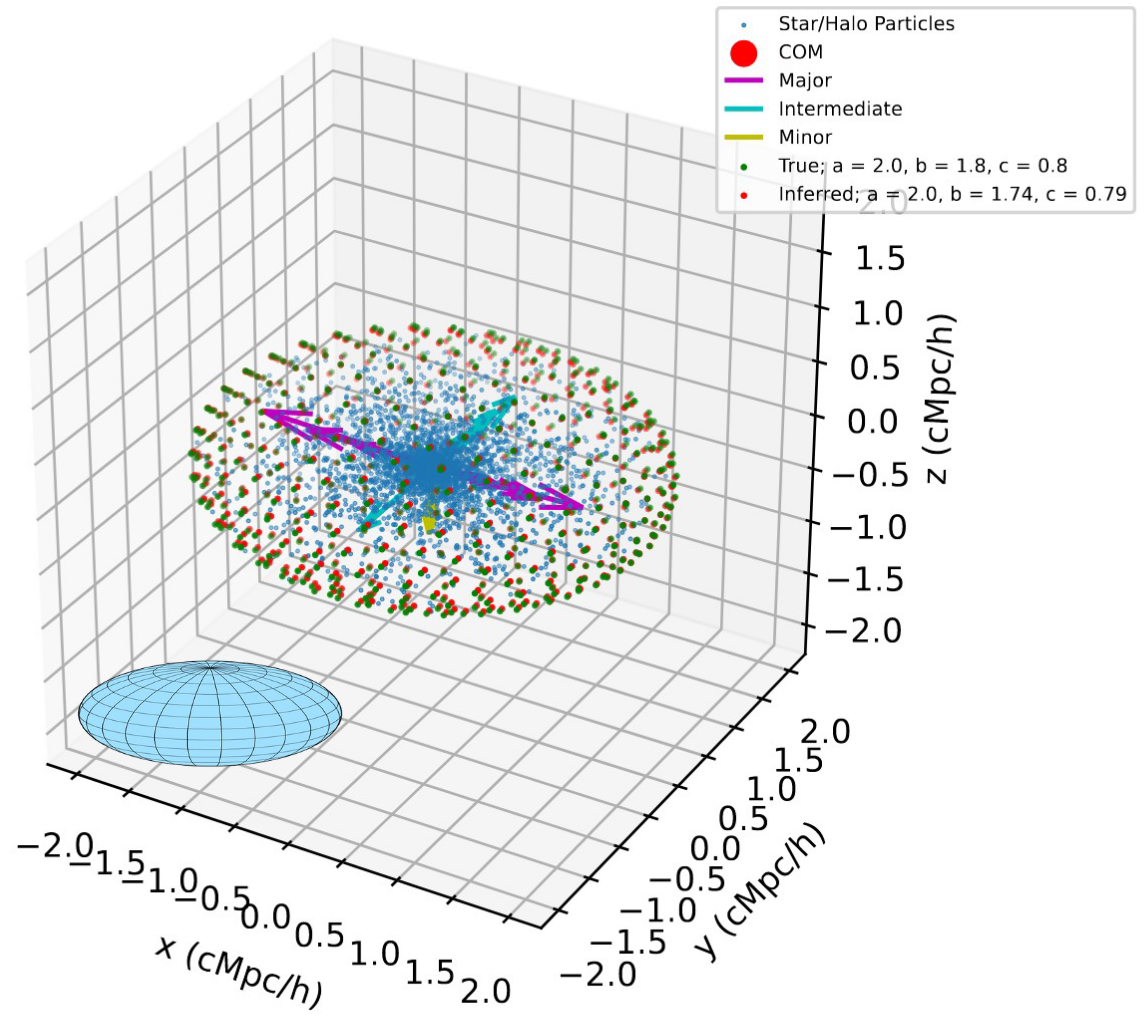 Star/Halo Particles
COM
Major
Intermediate
Minor
True; a = 2.0, b = 1.8, c = 0.8
Inferred; a = 2.0, b = 1.74, c = 0.79
2.0
1.5
1.0
0.5
0.0
−0.5
−1.0
−1.5
−2.0
z (cMpc/h)
2.0
1.5
1.0
0.5
0.0
−0.5
−1.0
−1.5
−2.0
y (cMpc/h)
−2.0
−1.5
−1.0
−0.5
0.0
0.5
1.0
1.5
2.0
x (cMpc/h)